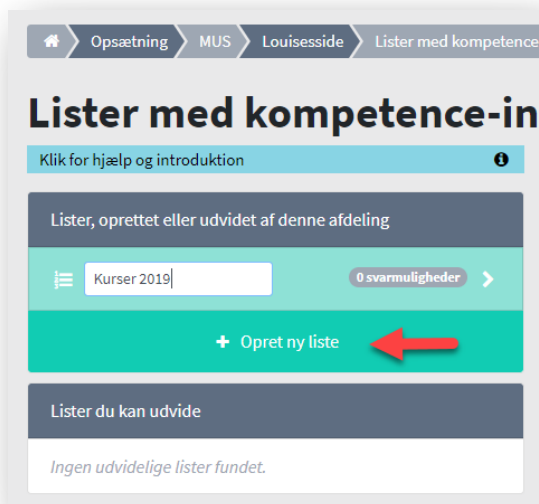 Opsætning MUS Louisesside Lister med kompetence
Lister med kompetence-in
Klik for hjælp og introduktion
Lister, oprettet eller udvidet af denne afdeling
Kurser 2019 0 svarmuligheder
+ Opret ny liste
Lister du kan udvide
Ingen udvidelige lister fundet.